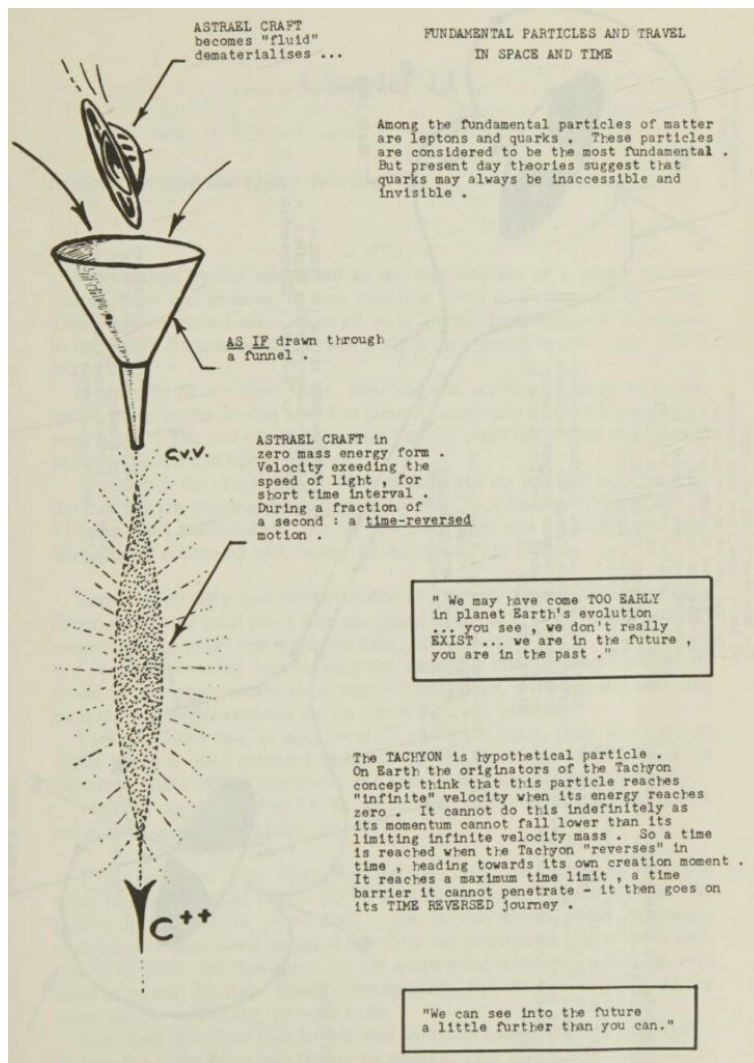 ASTRAEL CRAFT
becomes "fluid"
dematerialises ...
FUNDAMENTAL PARTICLES AND TRAVEL
IN SPACE AND TIME
Among the fundamental particles of matter
are leptons and quarks . These particles
are considered to be the most fundamental .
But present day theories suggest that
quarks may always be inaccessible and
invisible .
AS IF drawn through
a funnel .
C.V.V.
ASTRAEL CRAFT in
zero mass energy form .
Velocity exeeding the
speed of light , for
short time interval .
During a fraction of
a second : a time-reversed
motion .
" We may have come TOO EARLY
in planet Earth's evolution
... you see , we don't really
EXIST ... we are in the future ,
you are in the past ."
The TACHYON is hypothetical particle .
On Earth the originators of the Tachyon
concept think that this particle reaches
"infinite" velocity when its energy reaches
zero . It cannot do this indefinitely as
its momentum cannot fall lower than its
limiting infinite velocity mass . So a time
is reached when the Tachyon "reverses" in
time , heading towards its own creation moment .
It reaches a maximum time limit , a time
barrier it cannot penetrate - it then goes on
its TIME REVERSED journey .
C++
"We can see into the future
a little further than you can."